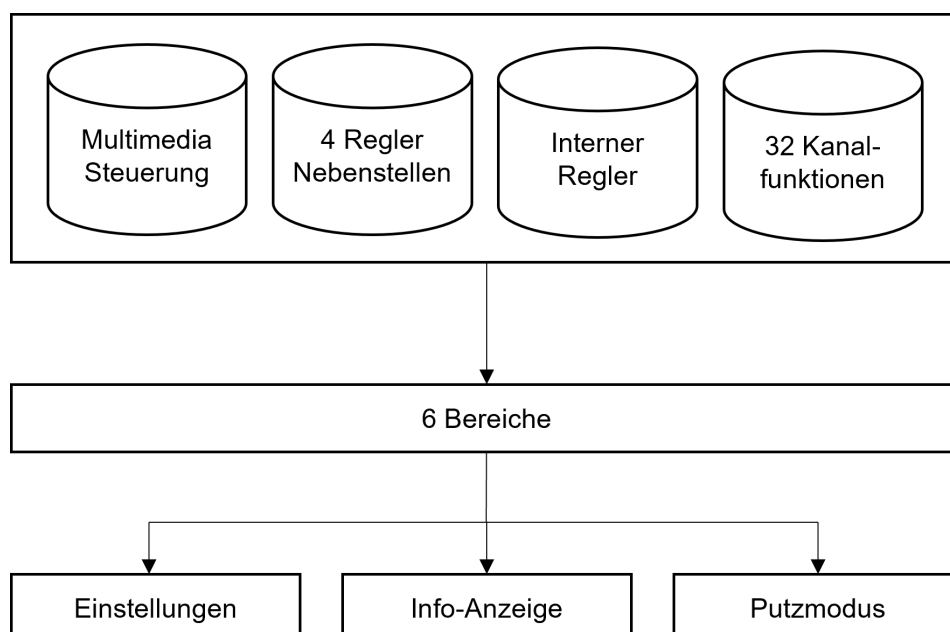 Multimedia
Steuerung
4 Regler
Nebenstellen
Interner
Regler
32 Kanal-
funktionen
6 Bereiche
Einstellungen
Info-Anzeige
Putzmodus